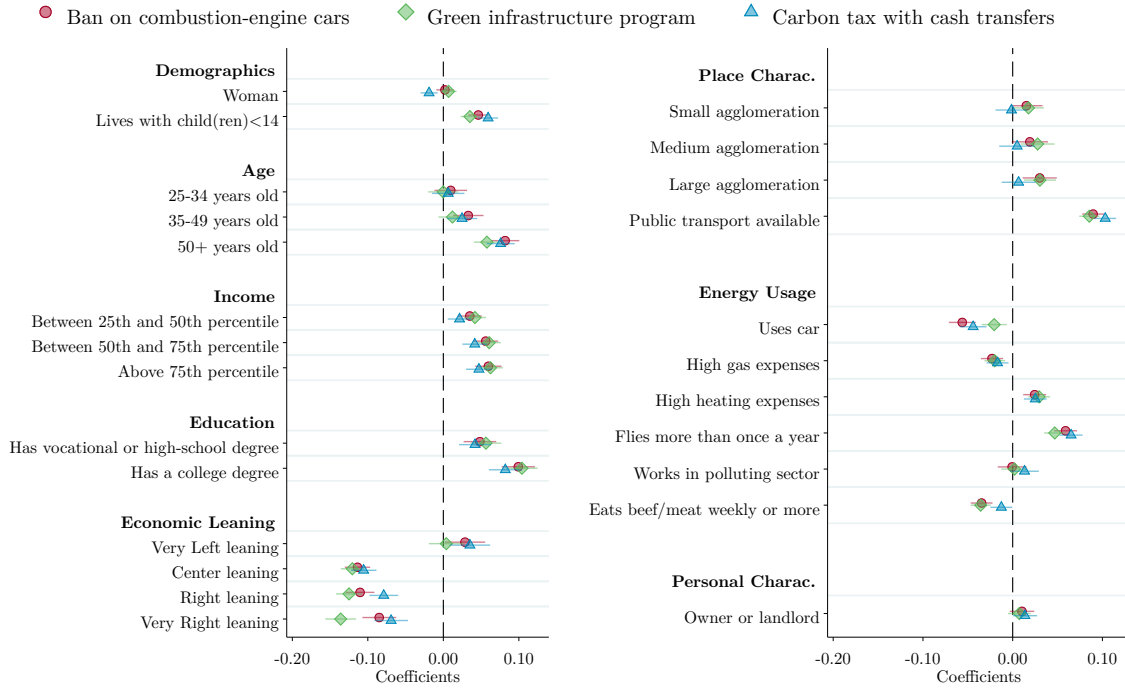 Ban on combustion-engine cars
Green infrastructure program
Carbon tax with cash transfers
Demographics
Woman
Lives with child(ren)<14
Age
25-34 years old
35-49 years old
50+ years old
Income
Between 25th and 50th percentile
Between 50th and 75th percentile
Above 75th percentile
Education
Has vocational or high-school degree
Has a college degree
Economic Leaning
Very Left leaning
Center leaning
Right leaning
Very Right leaning
-0.20 -0.10 0.00 0.10
Coefficients
Place Charac.
Small agglomeration
Medium agglomeration
Large agglomeration
Public transport available
Energy Usage
Uses car
High gas expenses
High heating expenses
Flies more than once a year
Works in polluting sector
Eats beef/meat weekly or more
Personal Charac.
Owner or landlord
-0.20 -0.10 0.00 0.10
Coefficients